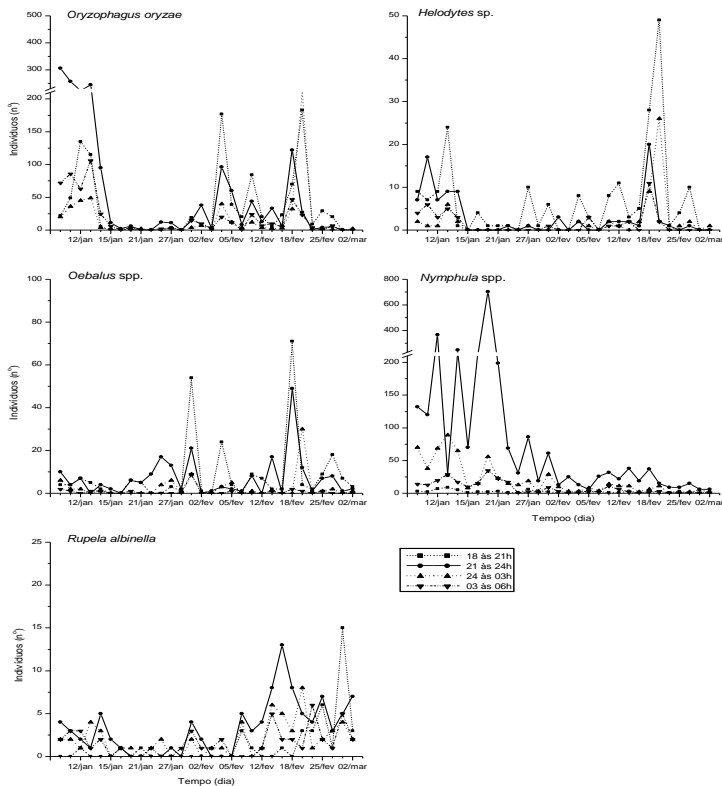 Oryzophagus oryzae
500
400
300
200
150
100
50
0
Indivíduos (nº)
12/jan 15/jan 21/jan 27/jan 02/fev 05/fev 12/fev 18/fev 25/fev 02/mar
Helodytes sp.
50
40
30
20
10
0
12/jan 15/jan 21/jan 27/jan 02/fev 05/fev 12/fev 18/fev 25/fev 02/mar
Oebalus spp.
100
80
60
40
20
0
Indivíduos (nº)
12/jan 15/jan 21/jan 27/jan 02/fev 05/fev 12/fev 18/fev 25/fev 02/mar
Nymphula spp.
800
600
400
200
150
100
50
0
12/jan 15/jan 21/jan 27/jan 02/fev 05/fev 12/fev 18/fev 25/fev 02/mar
Tempoo (dia)
Rupela albinella
25
20
15
10
5
0
Indivíduos (nº)
12/jan 15/jan 21/jan 27/jan 02/fev 05/fev 12/fev 18/fev 25/fev 02/mar
Tempo (dia)
18 às 21h
21 às 24h
24 às 03h
03 às 06h